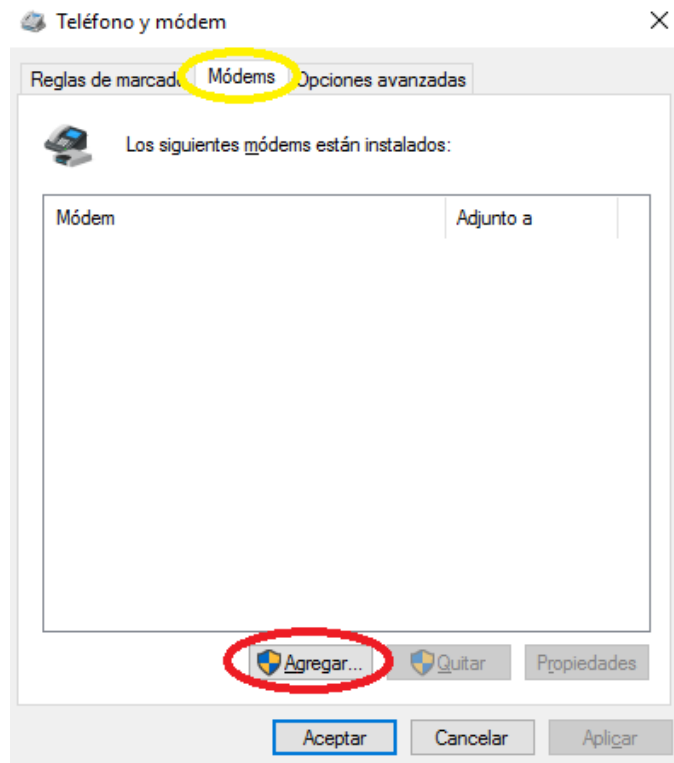 Teléfono y módem
Reglas de marcado Módems Opciones avanzadas
Los siguientes módems están instalados:
Módem Adjunto a
Agregar... Quitar Propiedades
Aceptar Cancelar Aplicar